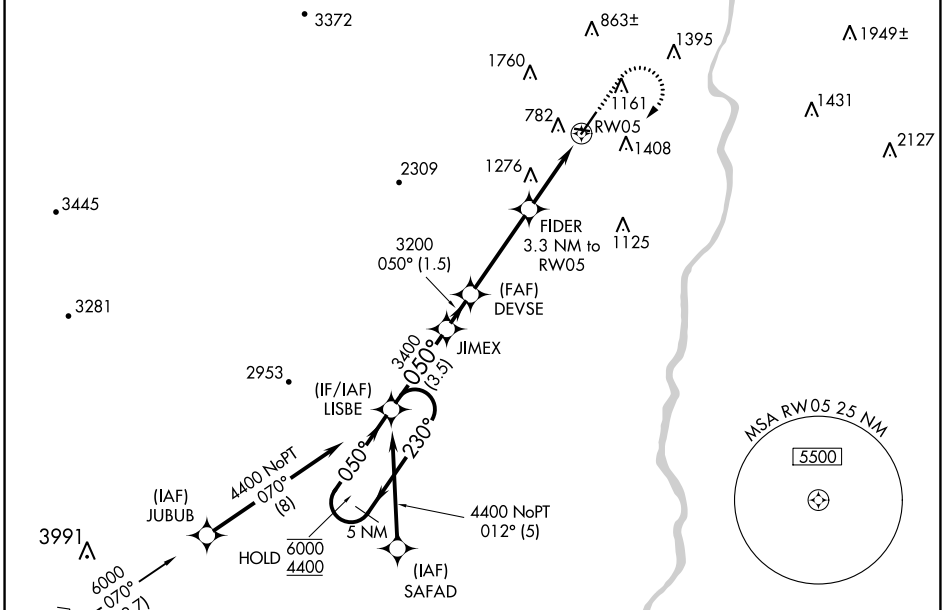 3372
863±
1395
1949±
1760
1161
1431
782
RW05
1408
2127
2309
1276
3445
FIDER
3.3 NM to
RW05
1125
3200
050° (1.5)
(FAF)
DEVSE
3281
JIMEX
3400
050°
(3.5)
2953
(IF/IAF)
LISBE
MSA RW05 25 NM
5500
050°
230°
4400 NoPT
070°
(8)
(IAF)
JUBUB
4400 NoPT
012° (5)
5 NM
HOLD
6000
4400
3991
(IAF)
SAFAD
6000
070°